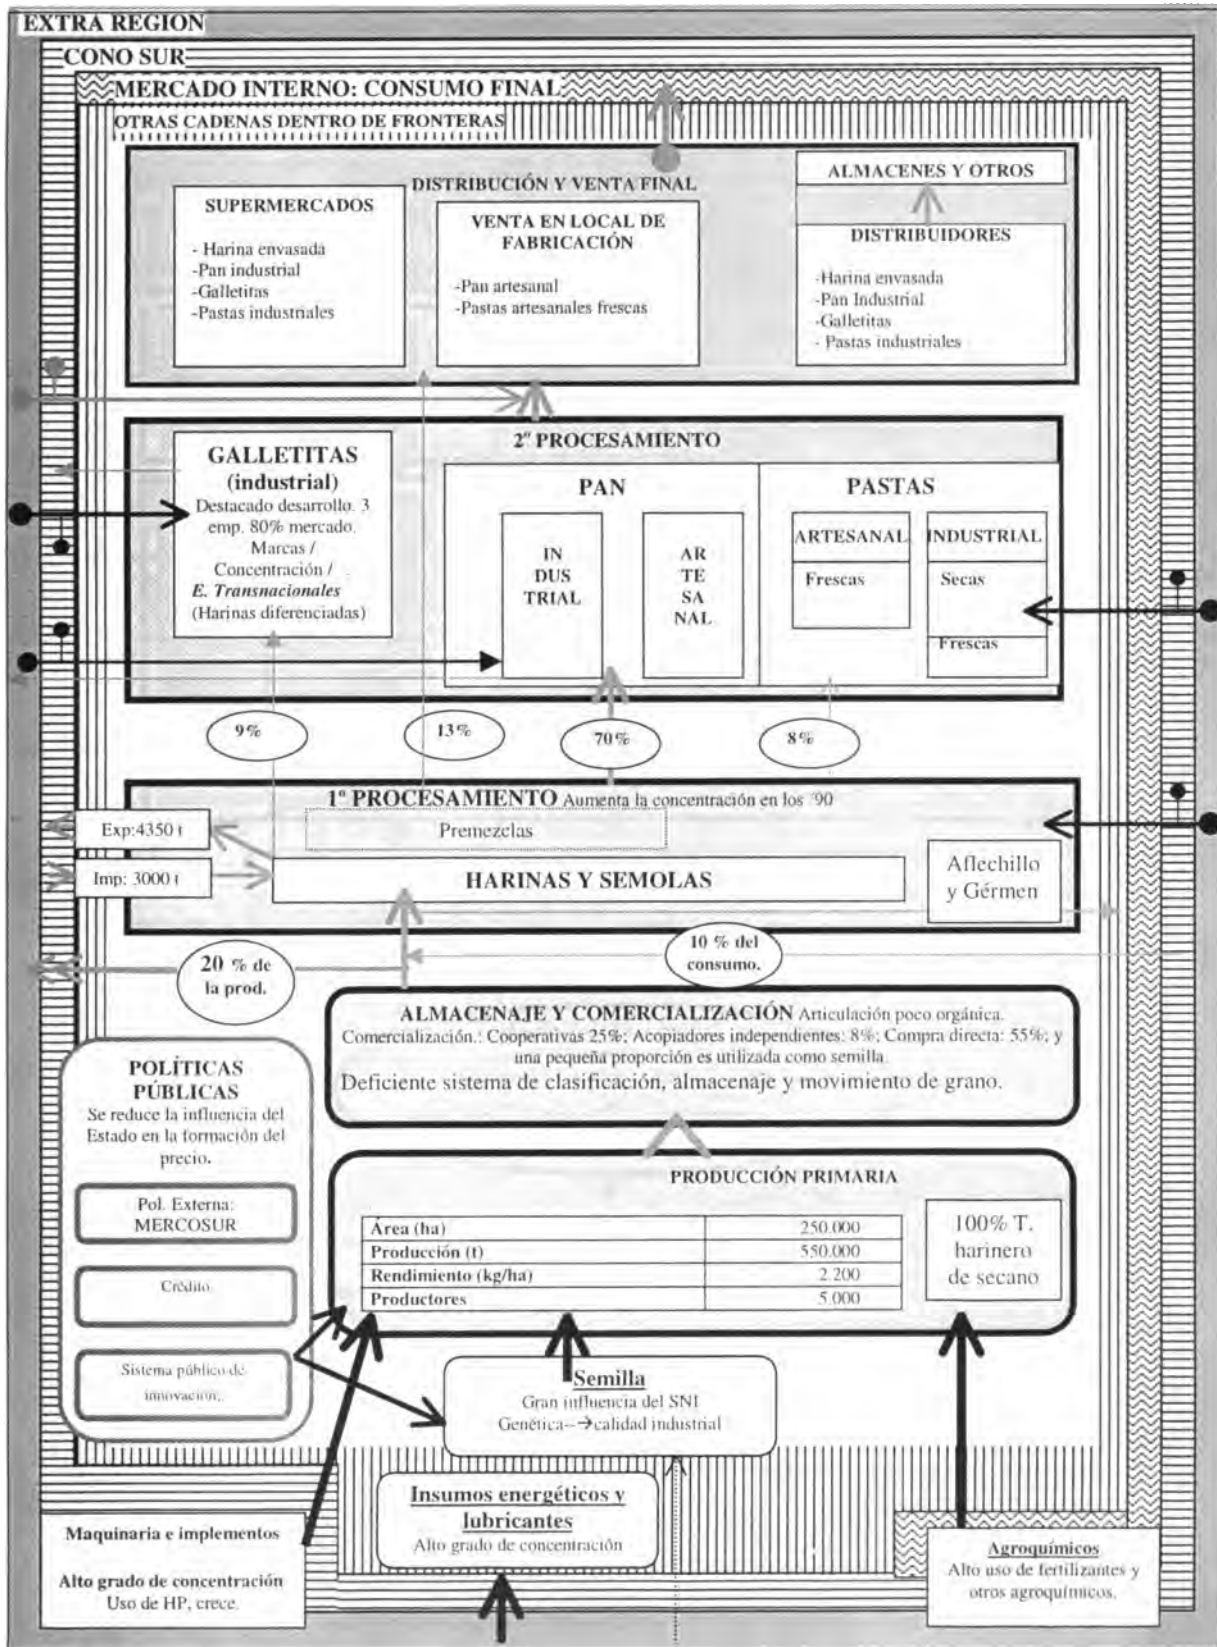 EXTRA REGION
CONO SUR
MERCADO INTERNO: CONSUMO FINAL
OTRAS CADENAS DENTRO DE FRONTERAS
DISTRIBUCIÓN Y VENTA FINAL
SUPERMERCADOS
- Harina envasada
-Pan industrial
-Galletitas
-Pastas industriales
VENTA EN LOCAL DE
FABRICACIÓN
-Pan artesanal
-Pastas artesanales frescas
ALMACENES Y OTROS
DISTRIBUIDORES
-Harina envasada
-Pan Industrial
-Galletitas
- Pastas industriales
2º PROCESAMIENTO
GALLETITAS
(industrial)
Destacado desarrollo. 3
emp. 80% mercado.
Marcas /
Concentración /
E. Transnacionales
(Harinas diferenciadas)
PAN
IN
DUS
TRIAL
AR
TE
SA
NAL
PASTAS
ARTESANAL
Frescas
INDUSTRIAL
Secas
Frescas
9%
13%
70%
8%
1º PROCESAMIENTO Aumenta la concentración en los ´90
Premezclas
Exp:4350 t
Imp: 3000 t
HARINAS Y SEMOLAS
Aflechillo
y Gérmen
20 % de
la prod.
10 % del
consumo.
ALMACENAJE Y COMERCIALIZACIÓN Articulación poco orgánica.
Comercialización.: Cooperativas 25%; Acopiadores independientes: 8%; Compra directa: 55%; y
una pequeña proporción es utilizada como semilla.
Deficiente sistema de clasificación, almacenaje y movimiento de grano.
POLÍTICAS
PÚBLICAS
Se reduce la influencia del
Estado en la formación del
precio.
Pol. Externa:
MERCOSUR
Crédito
Sistema público de
innovación.
PRODUCCIÓN PRIMARIA
Área (ha) 250.000
Producción (t) 550.000
Rendimiento (kg/ha) 2.200
Productores 5.000
100% T.
harinero
de secano
Semilla
Gran influencia del SNI
Genética--→calidad industrial
Insumos energéticos y
lubricantes
Alto grado de concentración
Maquinaria e implementos
Alto grado de concentración
Uso de HP, crece.
Agroquímicos
Alto uso de fertilizantes y
otros agroquímicos.